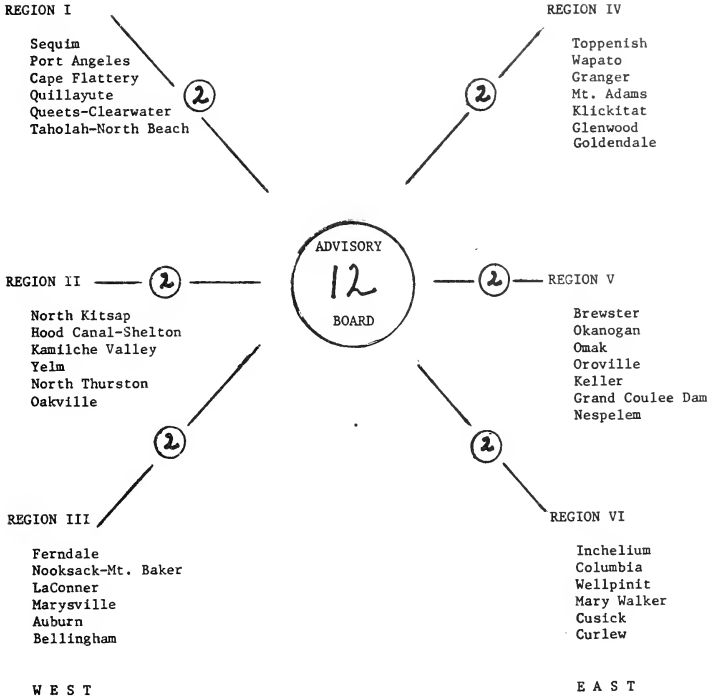 REGION I
Sequim
Port Angeles
Cape Flattery
Quillayute
Queets-Clearwater
Taholah-North Beach
2
REGION IV
Toppenish
Wapato
Granger
Mt. Adams
Klickitat
Glenwood
Goldendale
2
ADVISORY
12
BOARD
REGION II
2
North Kitsap
Hood Canal-Shelton
Kamilche Valley
Yelm
North Thurston
Oakville
2
REGION V
Brewster
Okanogan
Omak
Oroville
Keller
Grand Coulee Dam
Nespelem
2
REGION III
Ferndale
Nooksack-Mt. Baker
LaConner
Marysville
Auburn
Bellingham
2
REGION VI
Inchelium
Columbia
Wellpinit
Mary Walker
Cusick
Curlew
WEST
EAST